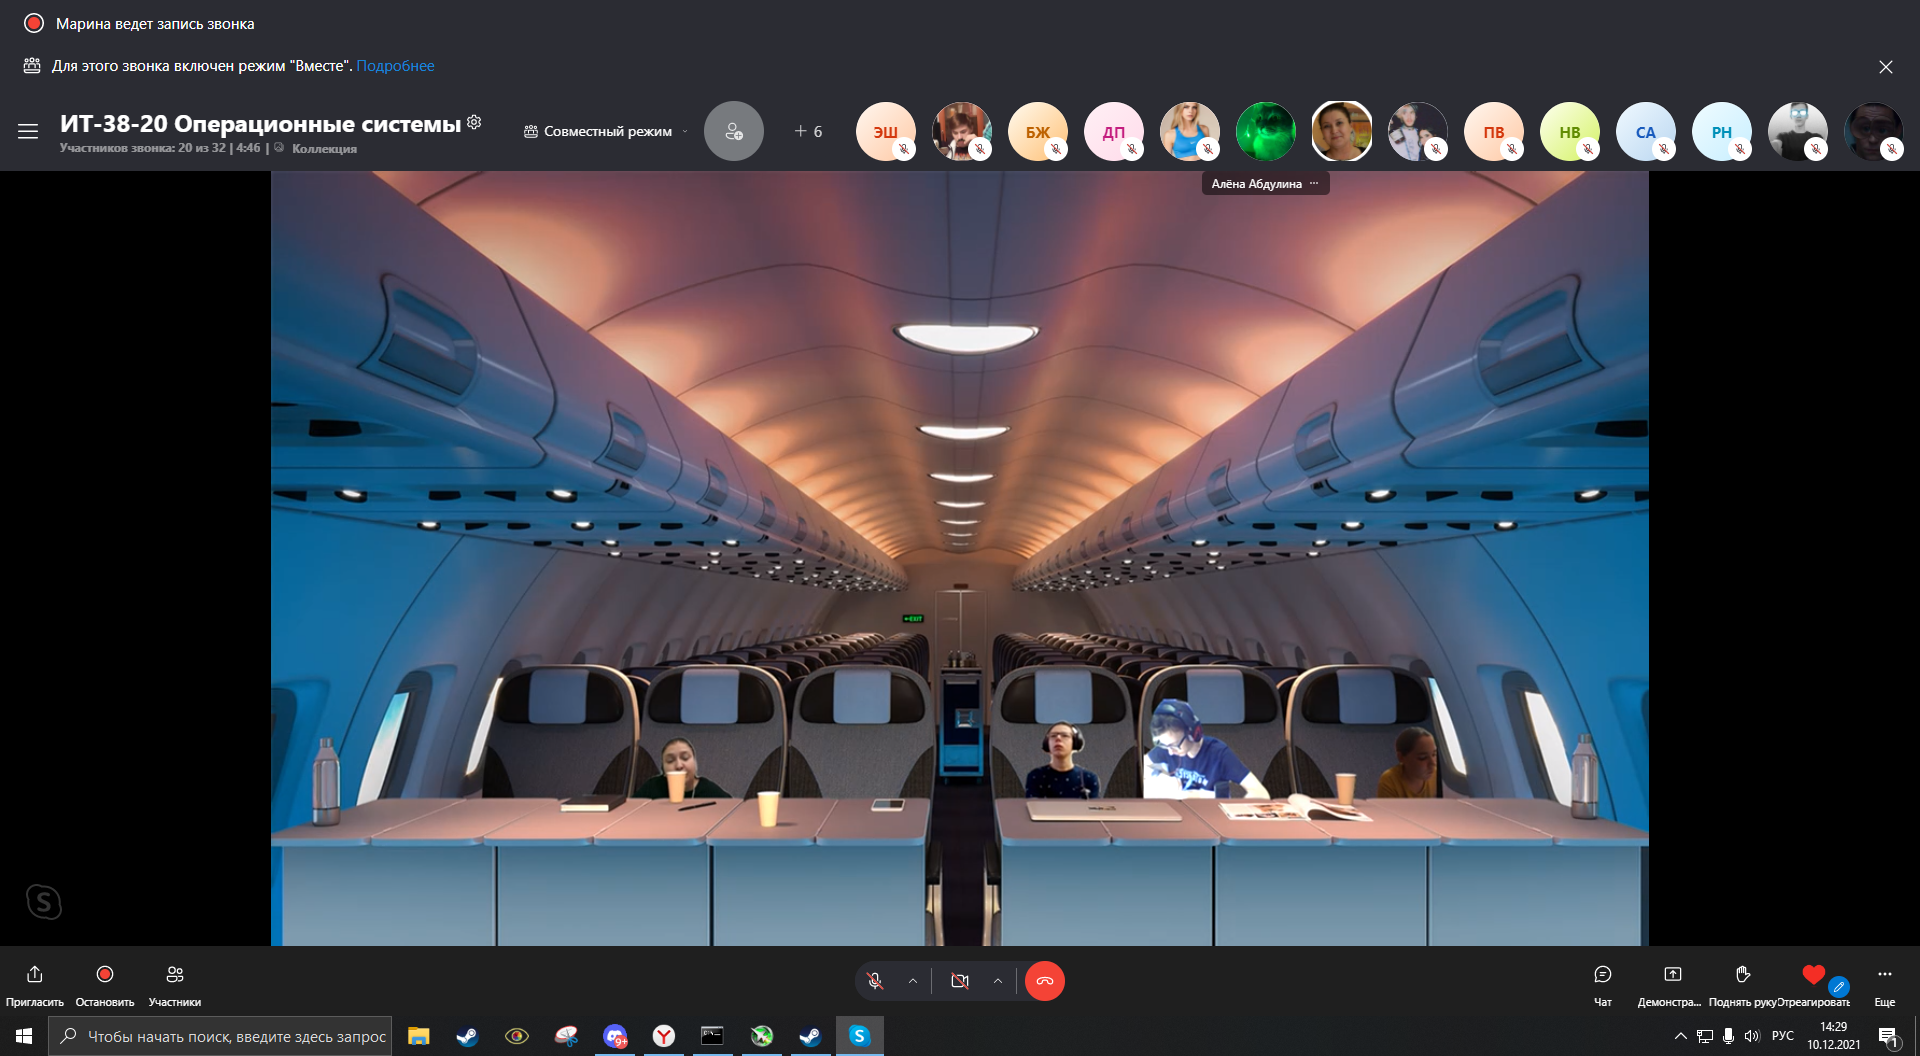 Марина ведет запись звонка
Для этого звонка включен режим "Вместе". Подробнее
ИТ-38-20 Операционные системы
Участников звонка: 20 из 32 | 4:46 | Коллекция
Совместный режим
+ 6
ЭШ
БЖ
ДП
ПВ
НВ
СА
РН
Алёна Абдулина ...
EXIT
S
Пригласить
Остановить
Участники
Чат
Демонстра...
Поднять руку
Отреагировать
Еще
Чтобы начать поиск, введите здесь запрос
9+
РУС
14:29
10.12.2021
1